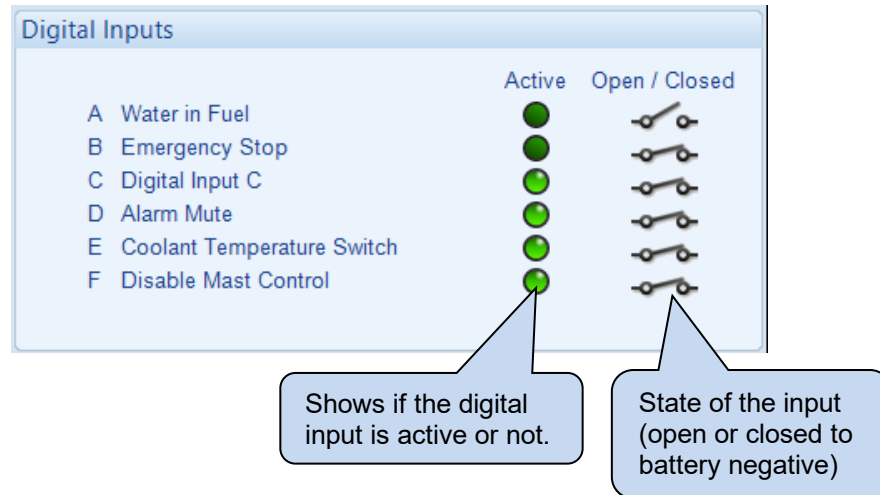 Digital Inputs
Active Open / Closed
A Water in Fuel
B Emergency Stop
C Digital Input C
D Alarm Mute
E Coolant Temperature Switch
F Disable Mast Control
Shows if the digital
input is active or not.
State of the input
(open or closed to
battery negative)